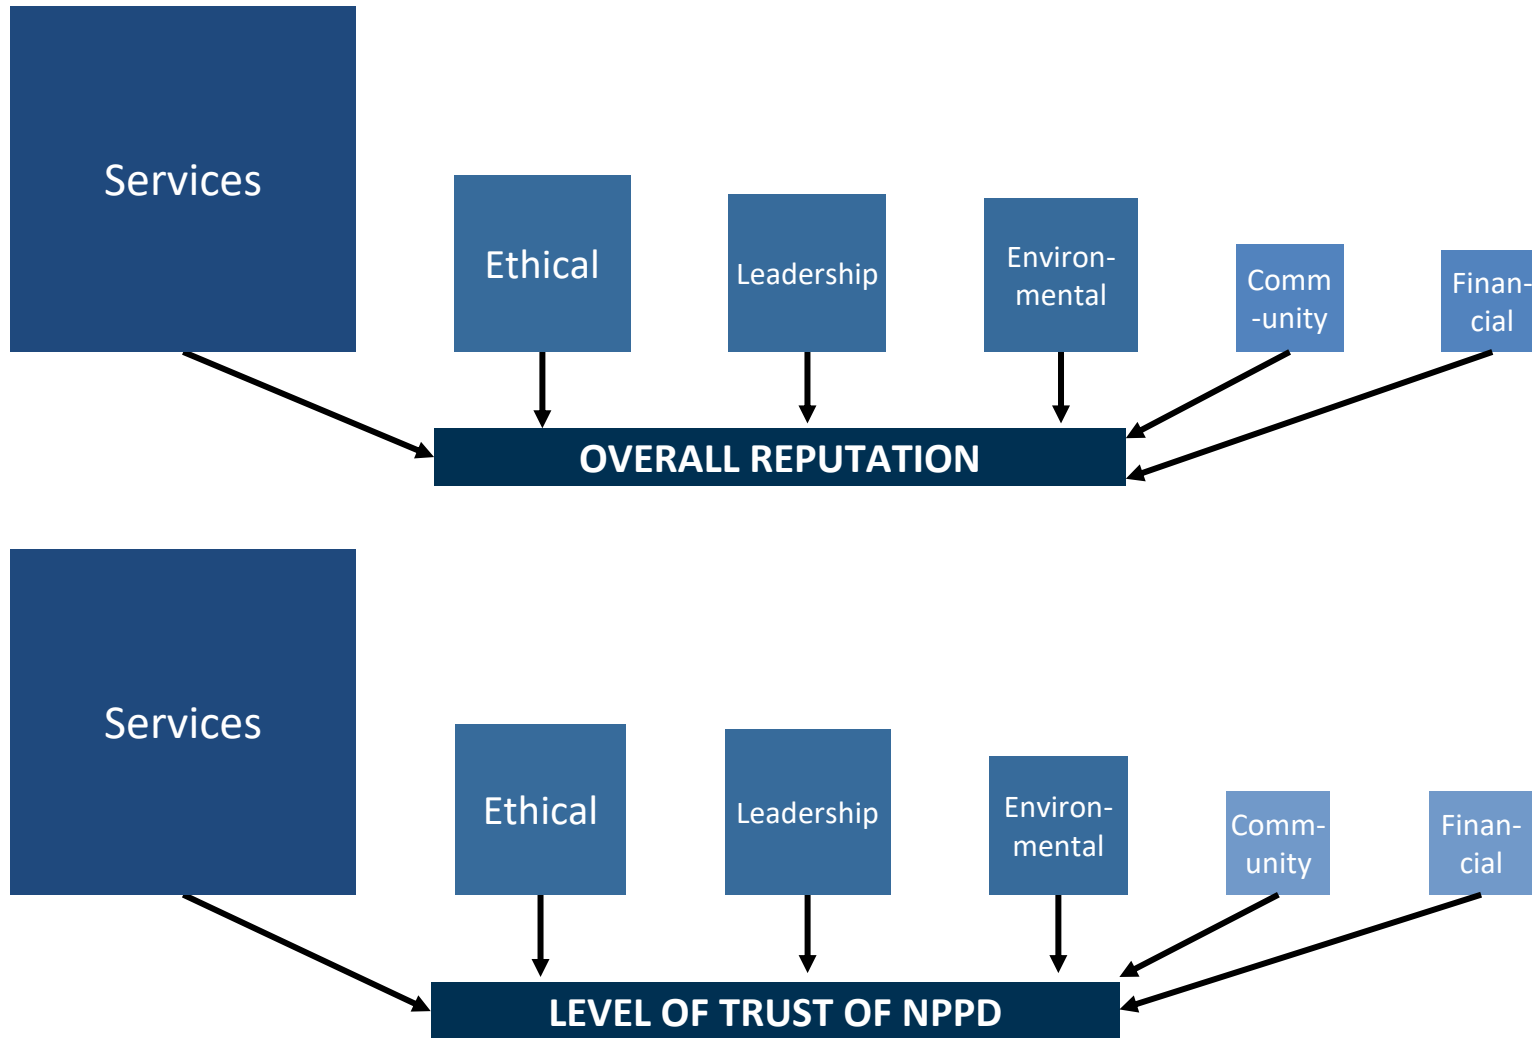 Services
Ethical
Leadership
Environ-
mental
Comm
-unity
Finan-
cial
OVERALL REPUTATION
Services
Ethical
Leadership
Environ-
mental
Comm-
unity
Finan-
cial
LEVEL OF TRUST OF NPPD